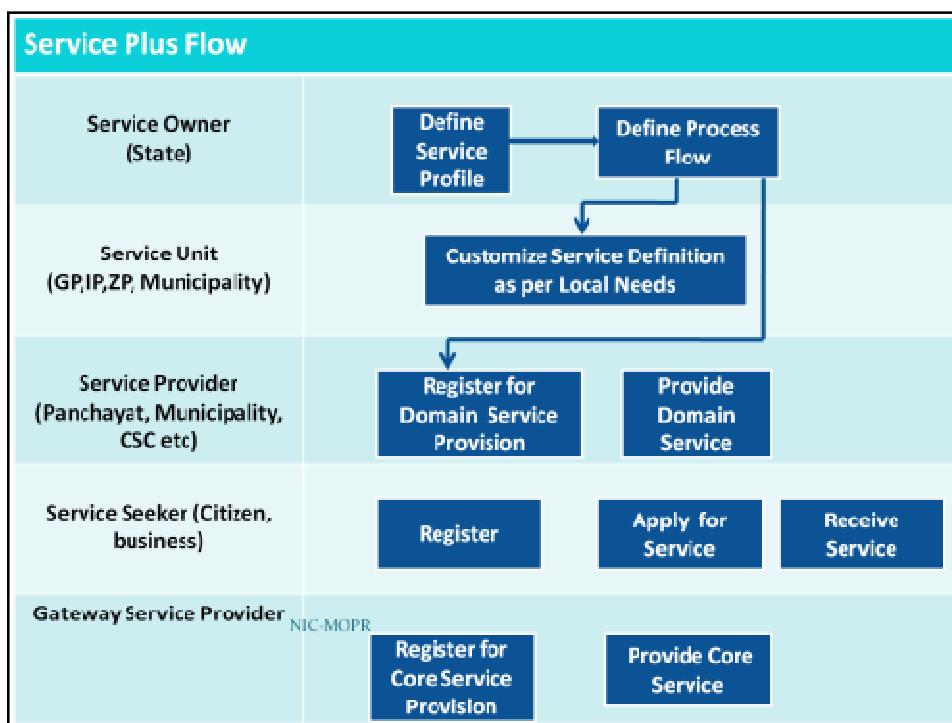 Service Plus Flow
Service Owner
(State)
Define
Service
Profile
Define Process
Flow
Service Unit
(GP,IP,ZP, Municipality)
Customize Service Definition
as per Local Needs
Service Provider
(Panchayat, Municipality,
CSC etc)
Register for
Domain Service
Provision
Provide
Domain
Service
Service Seeker (Citizen,
business)
Register
Apply for
Service
Receive
Service
Gateway Service Provider
NIC-MOPR
Register for
Core Service
Provision
Provide Core
Service